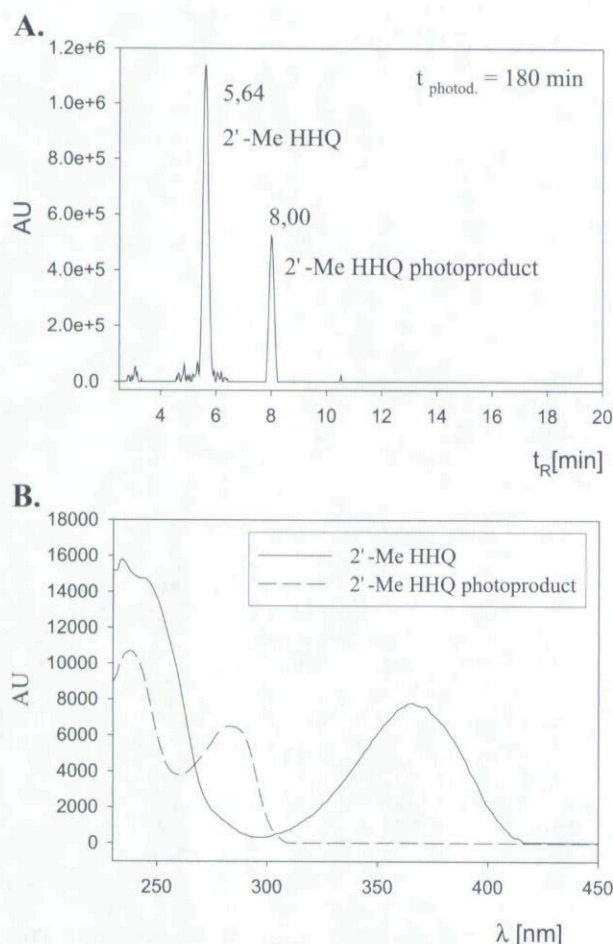 A.
1.2e+6
1.0e+6
8.0e+5
6.0e+5
4.0e+5
2.0e+5
0.0
AU
t photod. = 180 min
5,64
2'-Me HHQ
8,00
2'-Me HHQ photoproduct
4 6 8 10 12 14 16 18 20
tR[min]
B.
18000
16000
14000
12000
10000
8000
6000
4000
2000
0
AU
2'-Me HHQ
2'-Me HHQ photoproduct
250 300 350 400 450
λ [nm]